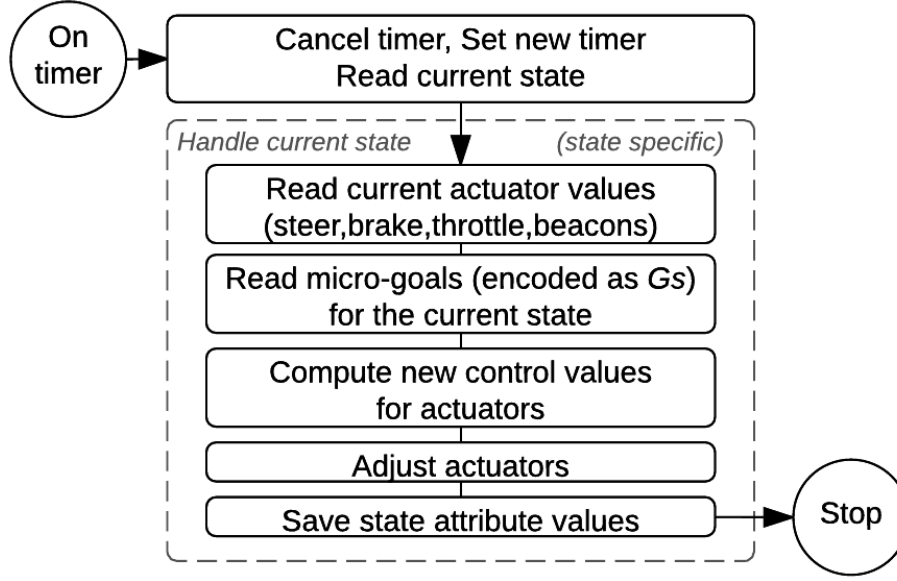 On
timer
Cancel timer, Set new timer
Read current state
Handle current state (state specific)
Read current actuator values
(steer,brake,throttle,beacons)
Read micro-goals (encoded as Gs)
for the current state
Compute new control values
for actuators
Adjust actuators
Save state attribute values
Stop